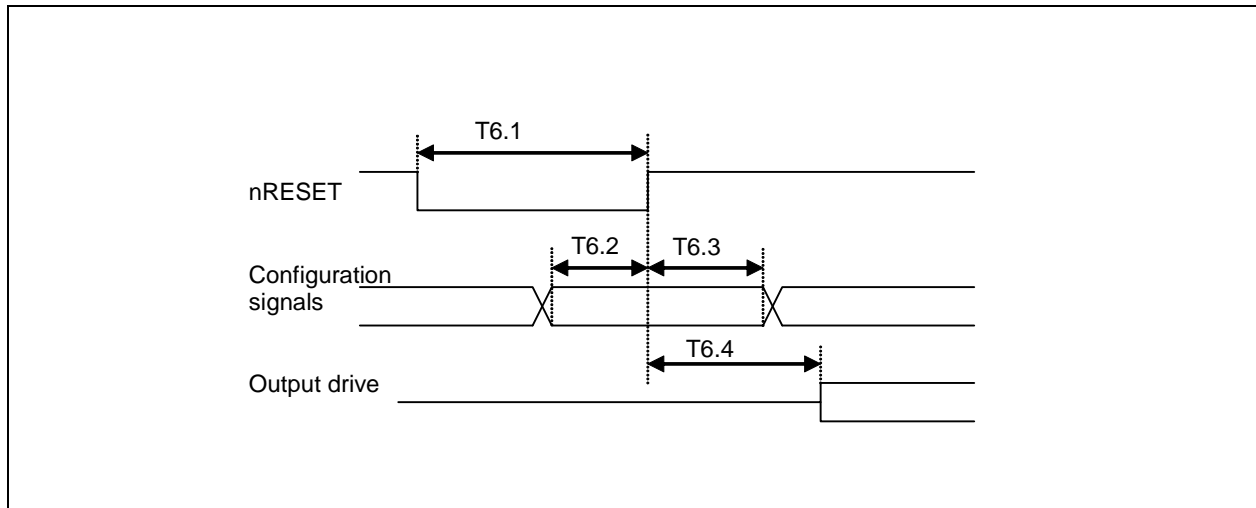 T6.1
nRESET
T6.2
T6.3
Configuration
signals
T6.4
Output drive